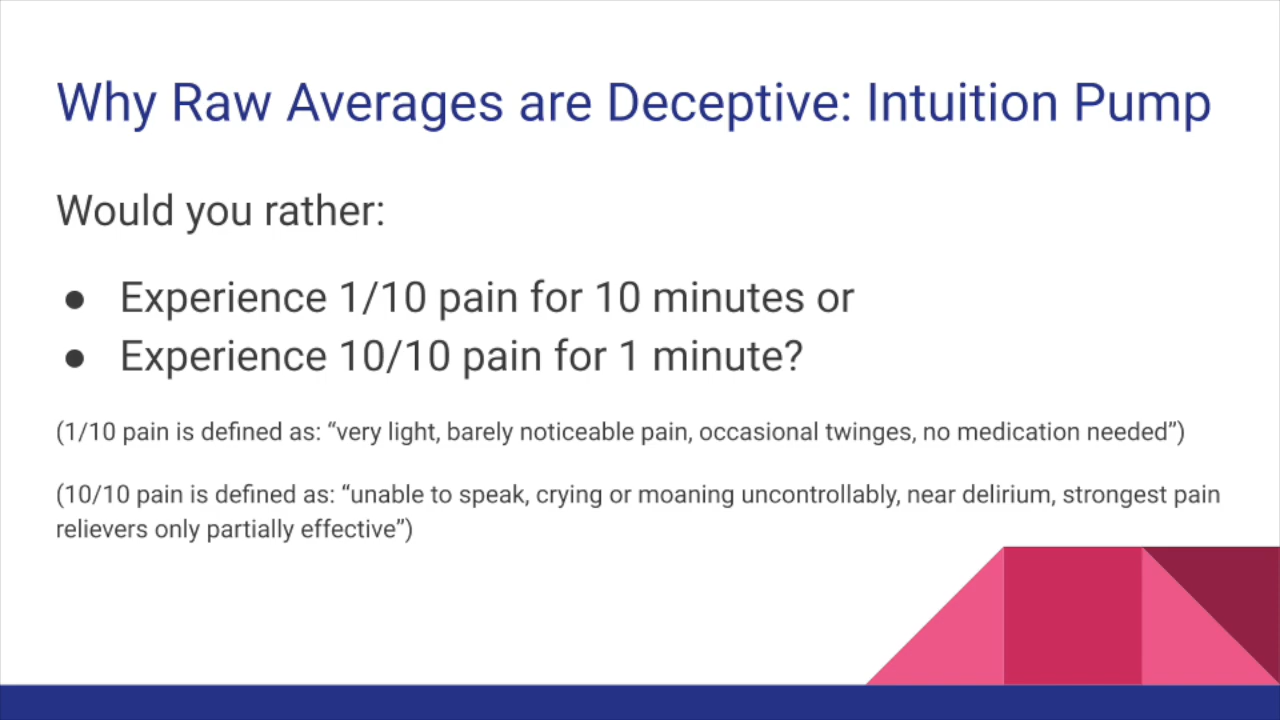 Why Raw Averages are Deceptive: Intuition Pump
Would you rather:
● Experience 1/10 pain for 10 minutes or
● Experience 10/10 pain for 1 minute?
(1/10 pain is defined as: “very light, barely noticeable pain, occasional twinges, no medication needed”)
(10/10 pain is defined as: “unable to speak, crying or moaning uncontrollably, near delirium, strongest pain
relievers only partially effective”)